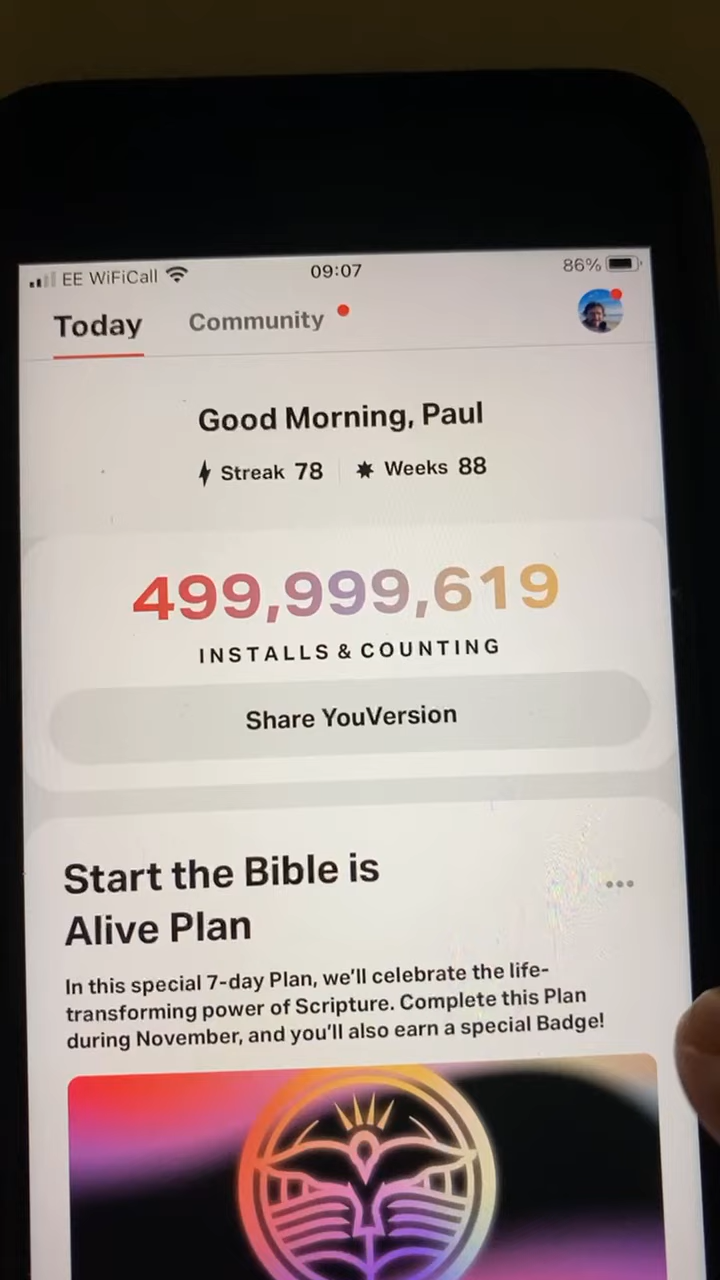 EE WiFiCall 09:07 86%
Today Community
Good Morning, Paul
Streak 78 Weeks 88
499,999,619
INSTALLS & COUNTING
Share YouVersion
Start the Bible is
Alive Plan
In this special 7-day Plan, we'll celebrate the life-
transforming power of Scripture. Complete this Plan
during November, and you'll also earn a special Badge!